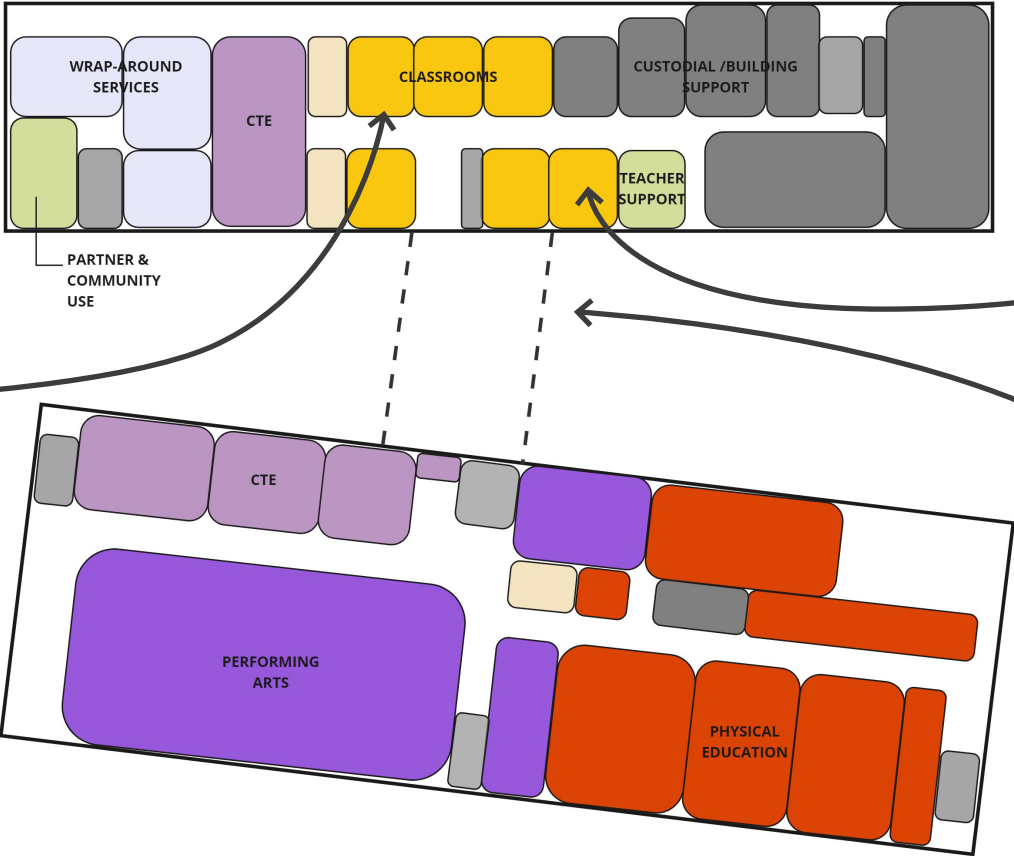 WRAP-AROUND
SERVICES
CTE
CLASSROOMS
CUSTODIAL /BUILDING
SUPPORT
TEACHER
SUPPORT
PARTNER &
COMMUNITY
USE
CTE
PERFORMING
ARTS
PHYSICAL
EDUCATION